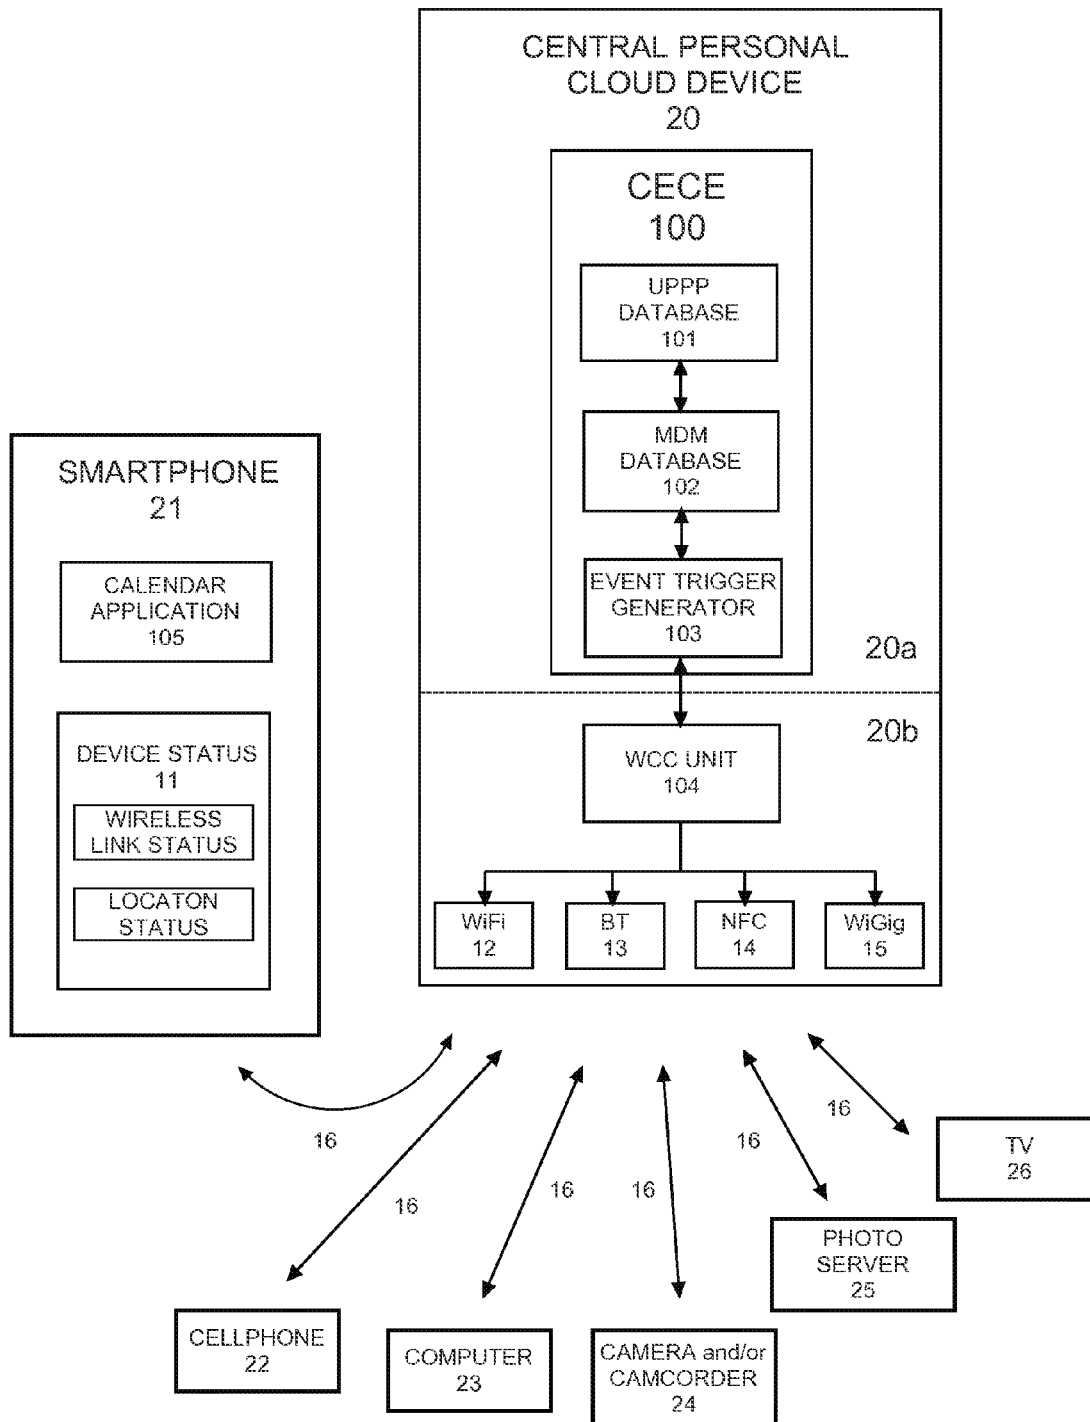 CENTRAL PERSONAL
CLOUD DEVICE
20
CECE
100
UPPP
DATABASE
101
MDM
DATABASE
102
EVENT TRIGGER
GENERATOR
103
20a
20b
WCC UNIT
104
WiFi
12
BT
13
NFC
14
WiGig
15
SMARTPHONE
21
CALENDAR
APPLICATION
105
DEVICE STATUS
11
WIRELESS
LINK STATUS
LOCATON
STATUS
16
16
16
16
16
16
TV
26
PHOTO
SERVER
25
CELLPHONE
22
COMPUTER
23
CAMERA and/or
CAMCORDER
24